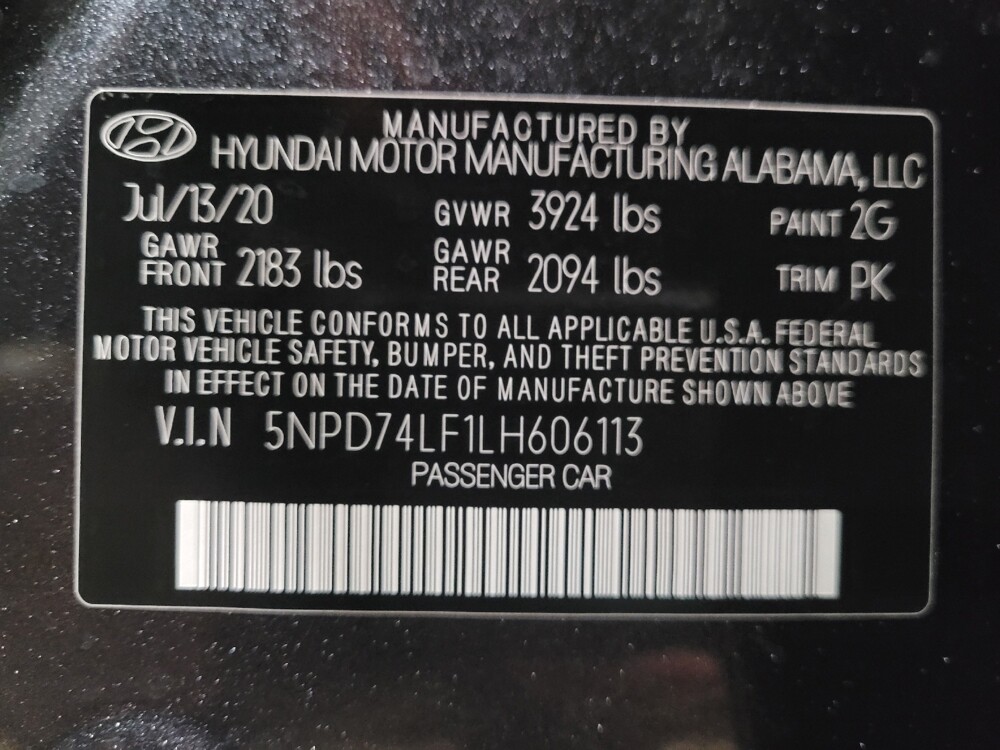 MANUFACTURED BY
HYUNDAI MOTOR MANUFACTURING ALABAMA, LLC
Jul/13/20 GVWR 3924 lbs PAINT 2G
GAWR FRONT 2183 lbs GAWR REAR 2094 lbs TRIM PK
THIS VEHICLE CONFORMS TO ALL APPLICABLE U.S.A. FEDERAL
MOTOR VEHICLE SAFETY, BUMPER, AND THEFT PREVENTION STANDARDS
IN EFFECT ON THE DATE OF MANUFACTURE SHOWN ABOVE
V.I.N 5NPD74LF1LH606113
PASSENGER CAR